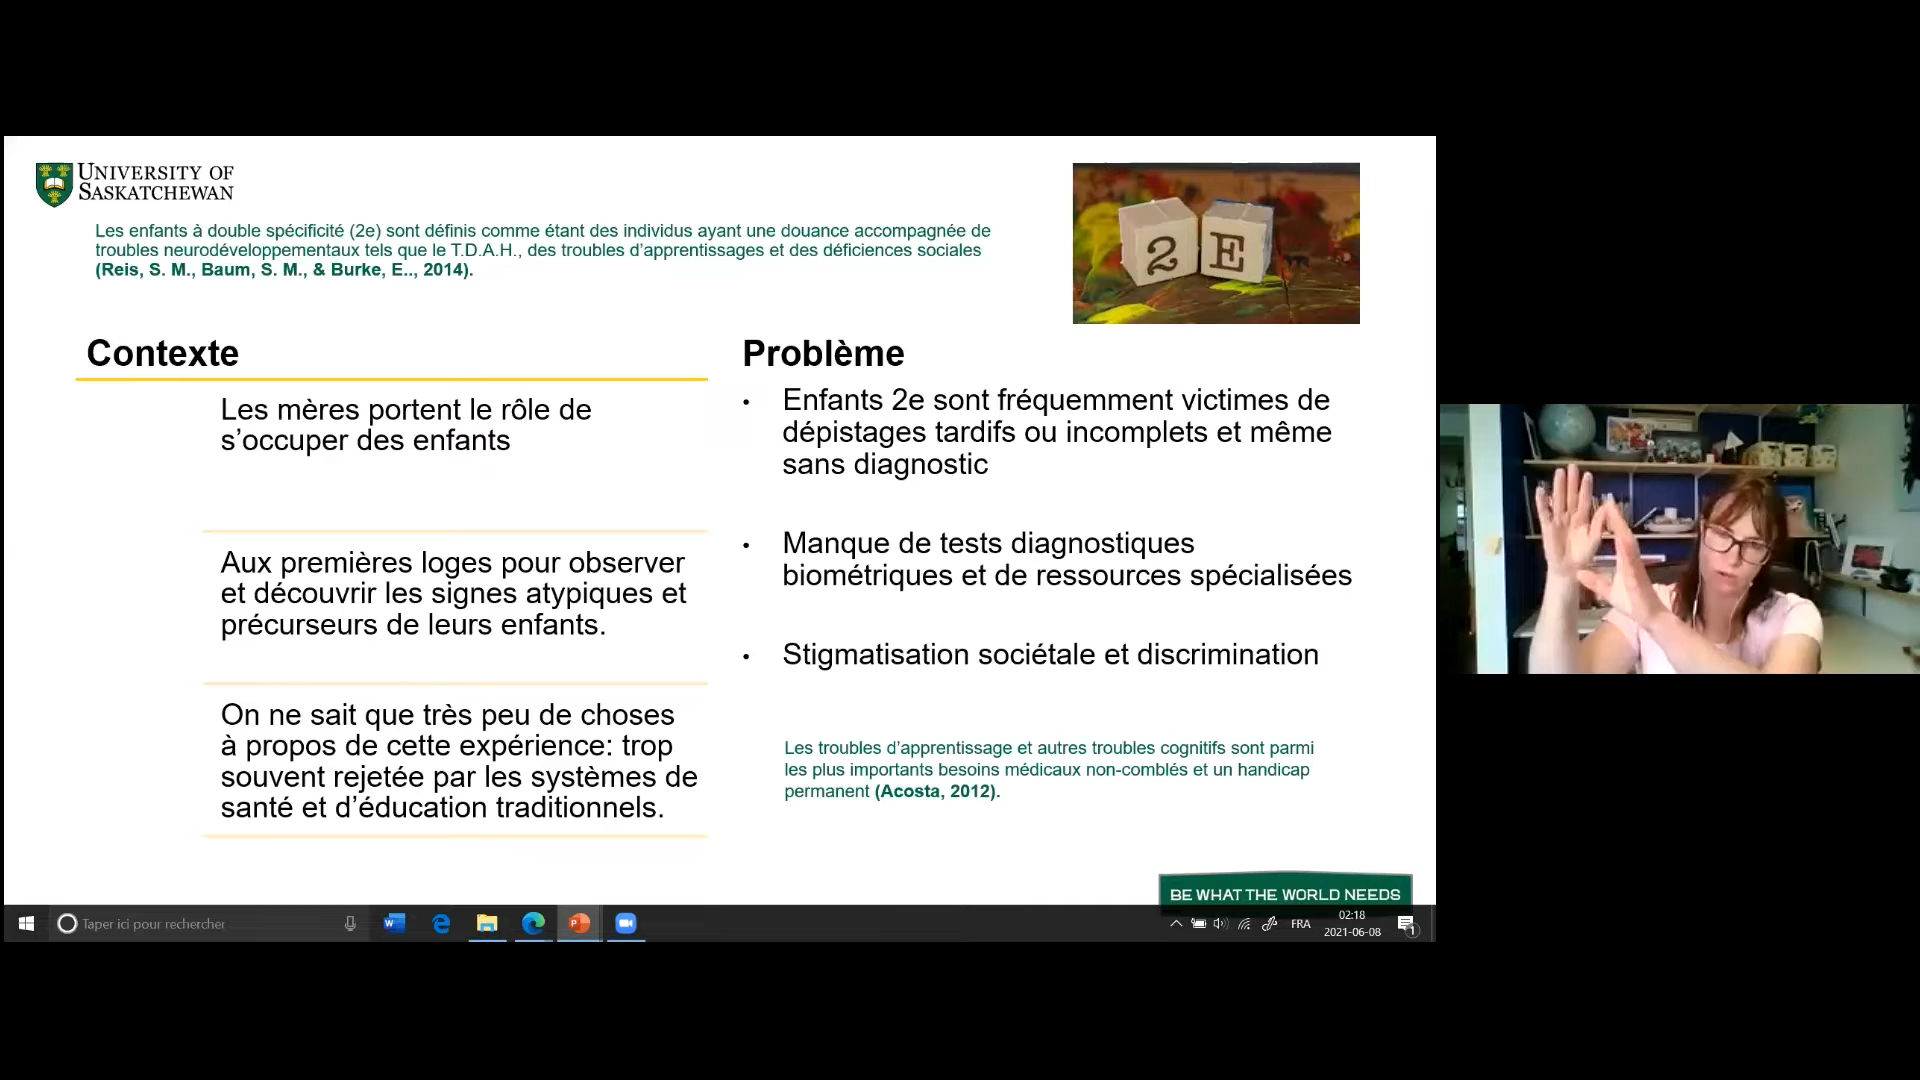 UNIVERSITY OF
SASKATCHEWAN
Les enfants à double spécificité (2e) sont définis comme étant des individus ayant une douance accompagnée de
troubles neurodéveloppementaux tels que le T.D.A.H., des troubles d’apprentissages et des déficiences sociales
(Reis, S. M., Baum, S. M., & Burke, E.., 2014).
2 E
Contexte
Les mères portent le rôle de
s’occuper des enfants
Aux premières loges pour observer
et découvrir les signes atypiques et
précurseurs de leurs enfants.
On ne sait que très peu de choses
à propos de cette expérience: trop
souvent rejetée par les systèmes de
santé et d’éducation traditionnels.
Problème
• Enfants 2e sont fréquemment victimes de
dépistages tardifs ou incomplets et même
sans diagnostic
• Manque de tests diagnostiques
biométriques et de ressources spécialisées
• Stigmatisation sociétale et discrimination
Les troubles d’apprentissage et autres troubles cognitifs sont parmi
les plus importants besoins médicaux non-comblés et un handicap
permanent (Acosta, 2012).
BE WHAT THE WORLD NEEDS
Taper ici pour rechercher
FRA
02:18
2021-06-08
1